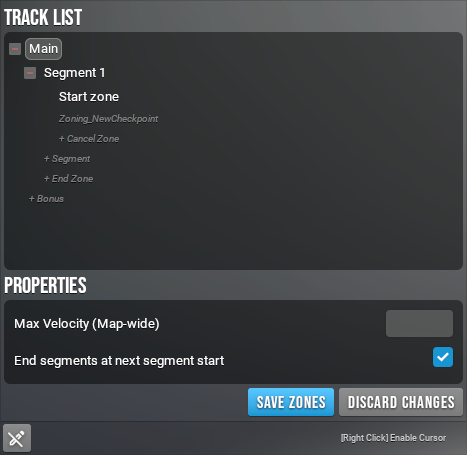 TRACK LIST
Main
Segment 1
Start zone
Zoning_NewCheckpoint
+ Cancel Zone
+ Segment
+ End Zone
+ Bonus
PROPERTIES
Max Velocity (Map-wide)
End segments at next segment start
SAVE ZONES DISCARD CHANGES
[Right Click] Enable Cursor